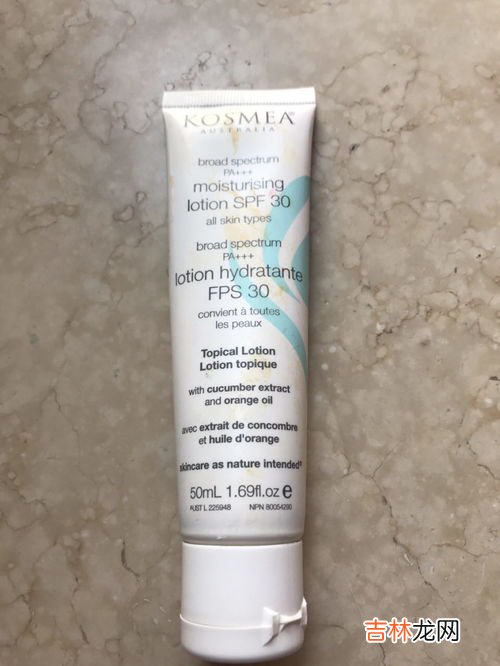 KOSMEA®
AUSTRALIA
broad spectrum
PA+++
moisturising
lotion SPF 30
all skin types
broad spectrum
PA+++
lotion hydratante
FPS 30
convient à toutes
les peaux
Topical Lotion
Lotion topique
with cucumber extract
and orange oil
avec extrait de concombre
et huile d'orange
skincare as nature intended®
50mL 1.69fl.oz e
AUST L 225948 NPN 80054290
吉林龙网